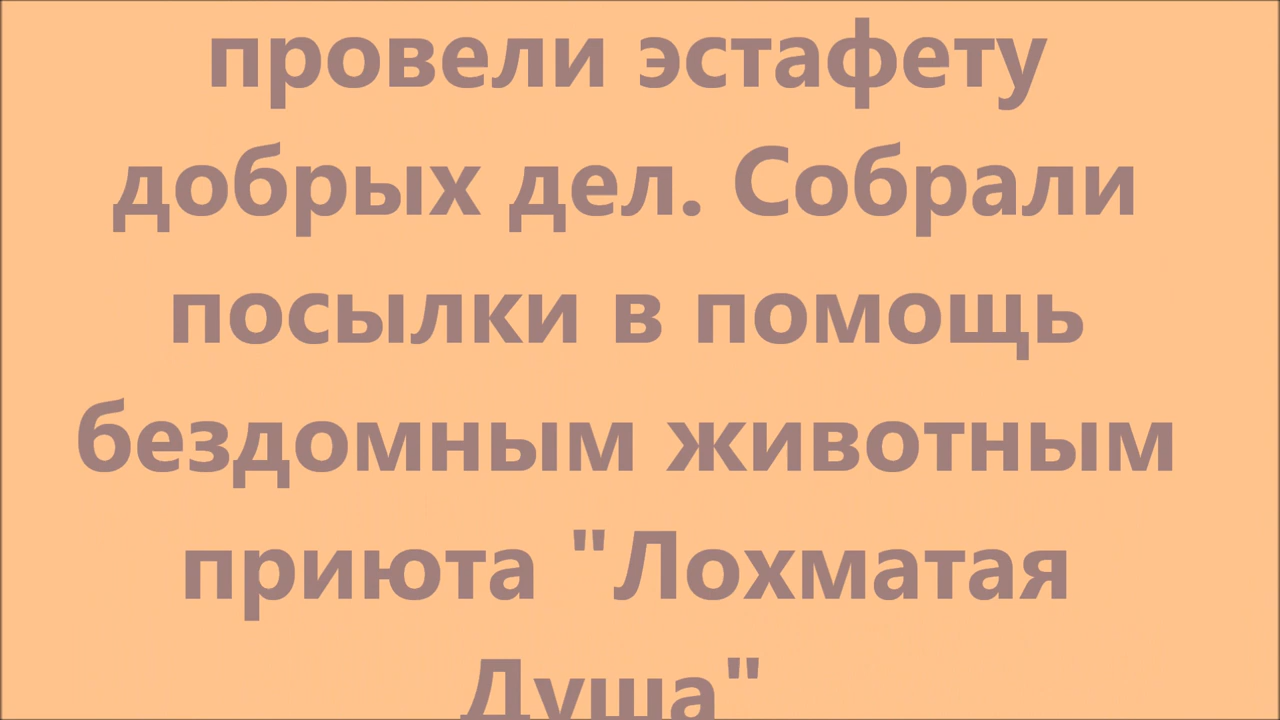 провели эстафету
добрых дел. Собрали
посылки в помощь
бездомным животным
приюта "Лохматая
Душа"